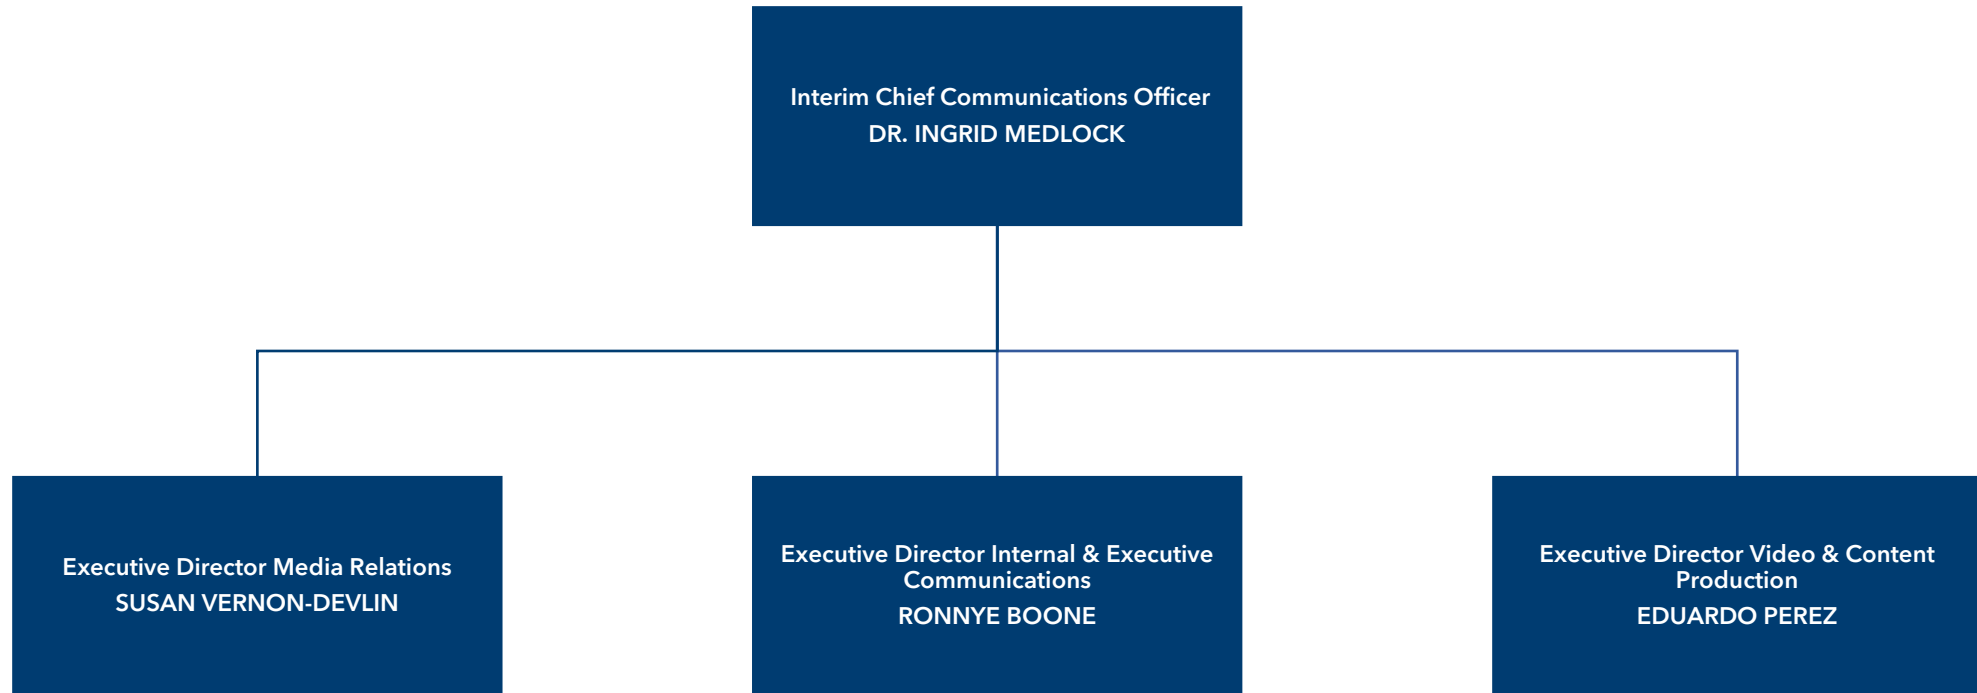 Interim Chief Communications Officer
DR. INGRID MEDLOCK
Executive Director Media Relations
SUSAN VERNON-DEVLIN
Executive Director Internal & Executive
Communications
RONNYE BOONE
Executive Director Video & Content
Production
EDUARDO PEREZ